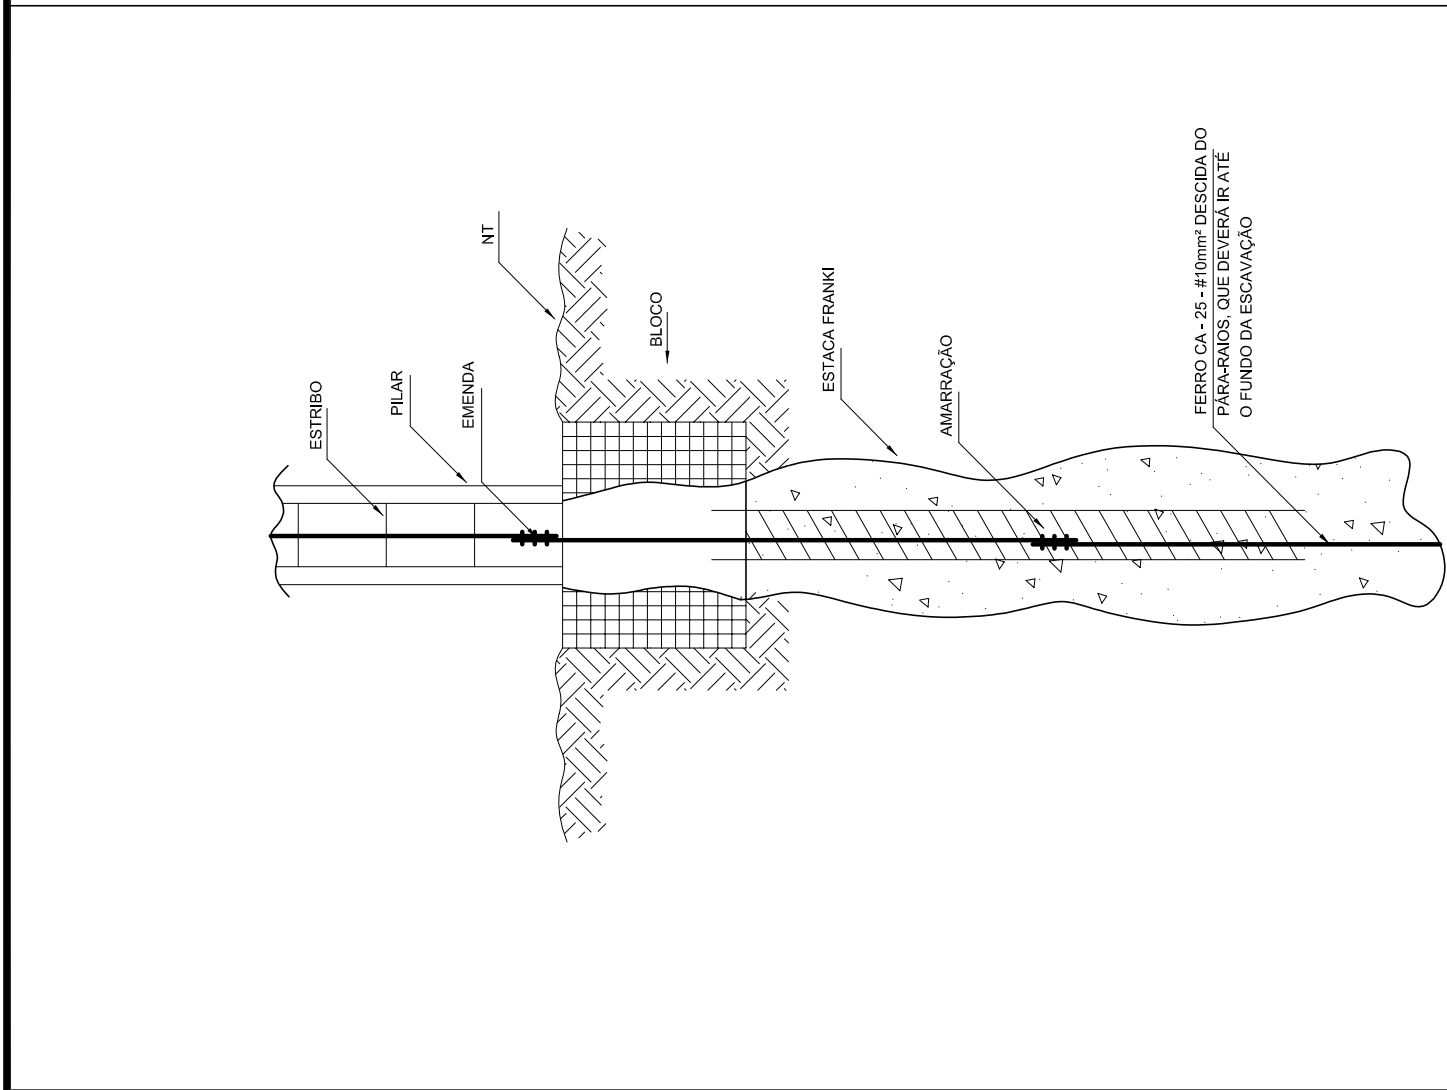 ESTRIBO
PILAR
EMENDA
NT
BLOCO
ESTACA FRANKI
AMARRAÇÃO
FERRO CA - 25 - #10mm² DESCIDA DO
PÁRA-RAIOS, QUE DEVERÁ IR ATÉ
O FUNDO DA ESCAVAÇÃO